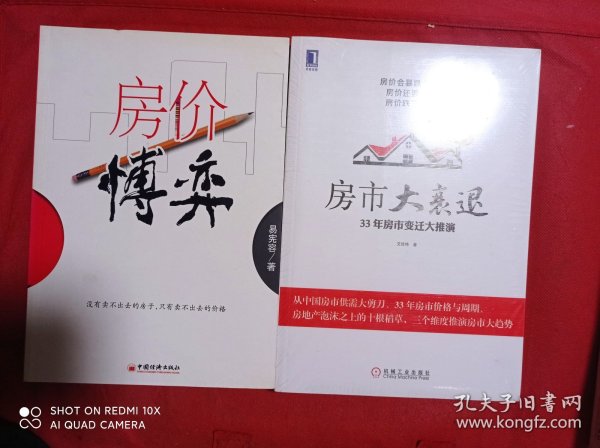 房价
博弈
易宪容/著
没有卖不出去的房子,只有卖不出去的价格
中国经济出版社
房价会暴
房价还
房价
房市大衰退
33年房市变迁大推演
著
从中国房市供需大剪刀、33年房市价格与周期、
房地产泡沫之上的十根稻草,三个维度推演房市大趋势
机械工业出版社
China Machine Press
SHOT ON REDMI 10X
AI QUAD CAMERA
孔夫子旧书网
www.kongfz.com